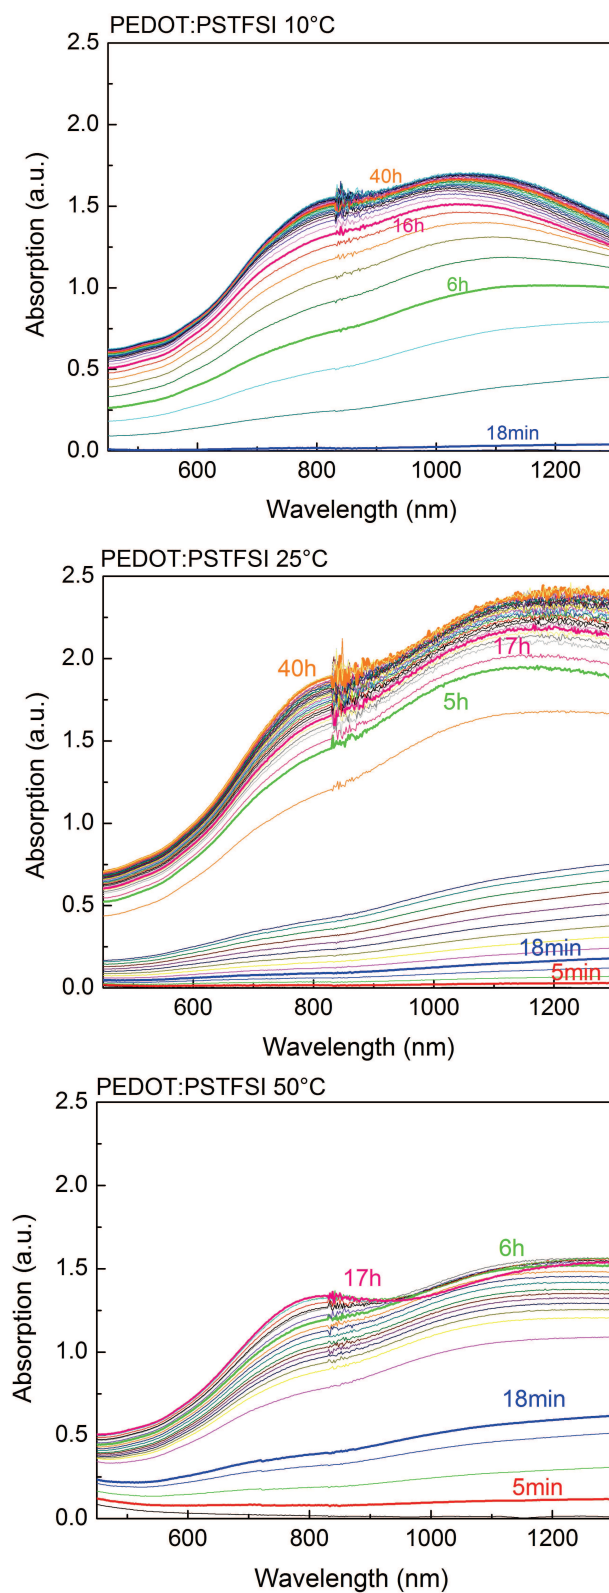 PEDOT:PSTFSI 10°C
2.5
2.0
1.5
1.0
0.5
0.0
Absorption (a.u.)
40h
16h
6h
18min
600 800 1000 1200
Wavelength (nm)
PEDOT:PSTFSI 25°C
2.5
2.0
1.5
1.0
0.5
0.0
Absorption (a.u.)
40h
17h
5h
18min
5min
600 800 1000 1200
Wavelength (nm)
PEDOT:PSTFSI 50°C
2.5
2.0
1.5
1.0
0.5
0.0
Absorption (a.u.)
6h
17h
18min
5min
600 800 1000 1200
Wavelength (nm)